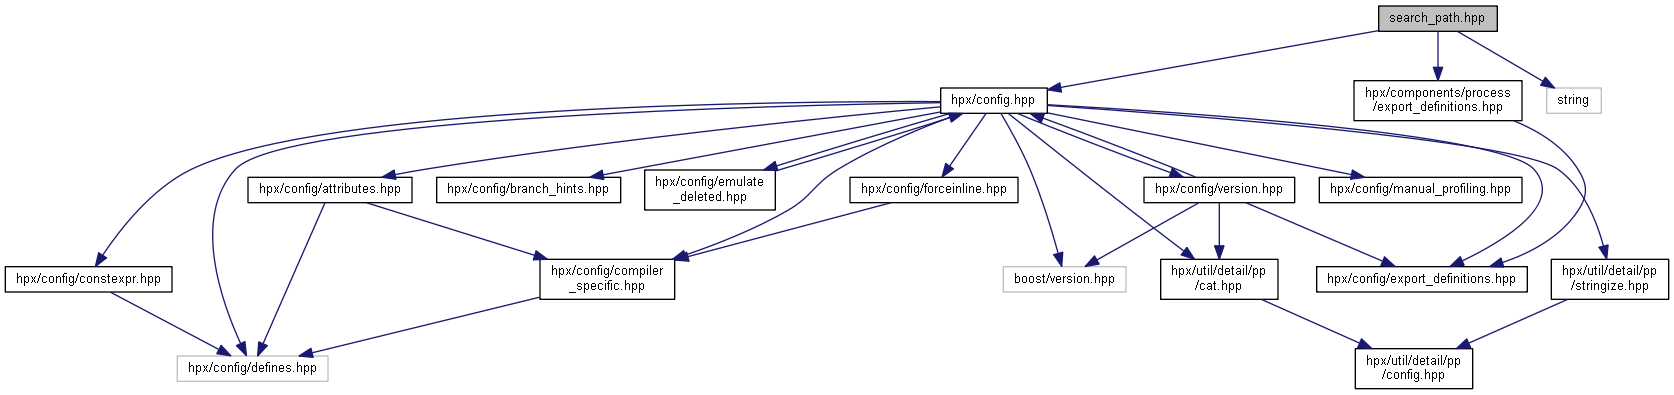 search_path.hpp
hpx/config.hpp
hpx/components/process
/export_definitions.hpp
string
hpx/config/attributes.hpp
hpx/config/branch_hints.hpp
hpx/config/emulate
_deleted.hpp
hpx/config/forceinline.hpp
hpx/config/version.hpp
hpx/config/manual_profiling.hpp
hpx/config/constexpr.hpp
hpx/config/compiler
_specific.hpp
boost/version.hpp
hpx/util/detail/pp
/cat.hpp
hpx/config/export_definitions.hpp
hpx/util/detail/pp
/stringize.hpp
hpx/config/defines.hpp
hpx/util/detail/pp
/config.hpp